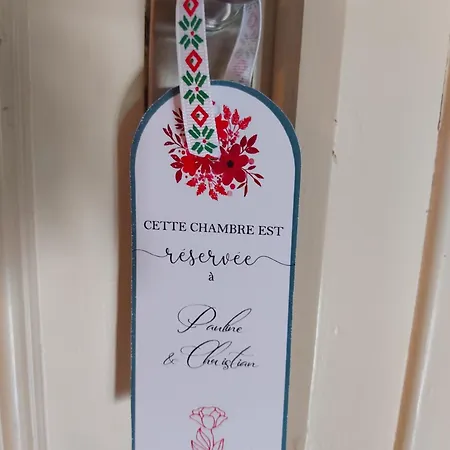 CETTE CHAMBRE EST
réservée
à
Pauline
& Christian